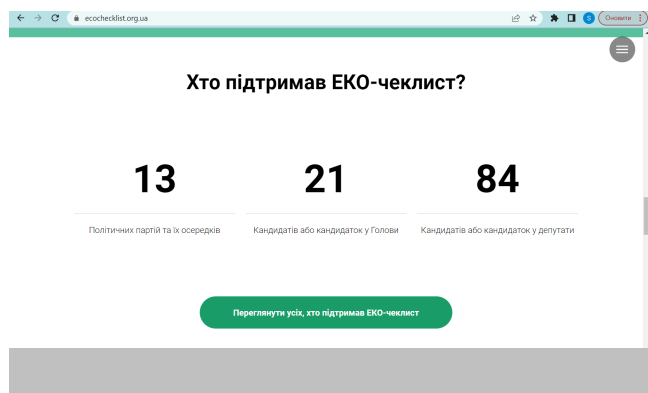 ecochecklist.org.ua
Оновити
Хто підтримав ЕКО-чеклист?
13
21
84
Політичних партій та їх осередків
Кандидатів або кандидаток у Голови
Кандидатів або кандидаток у депутати
Переглянути усіх, хто підтримав ЕКО-чеклист